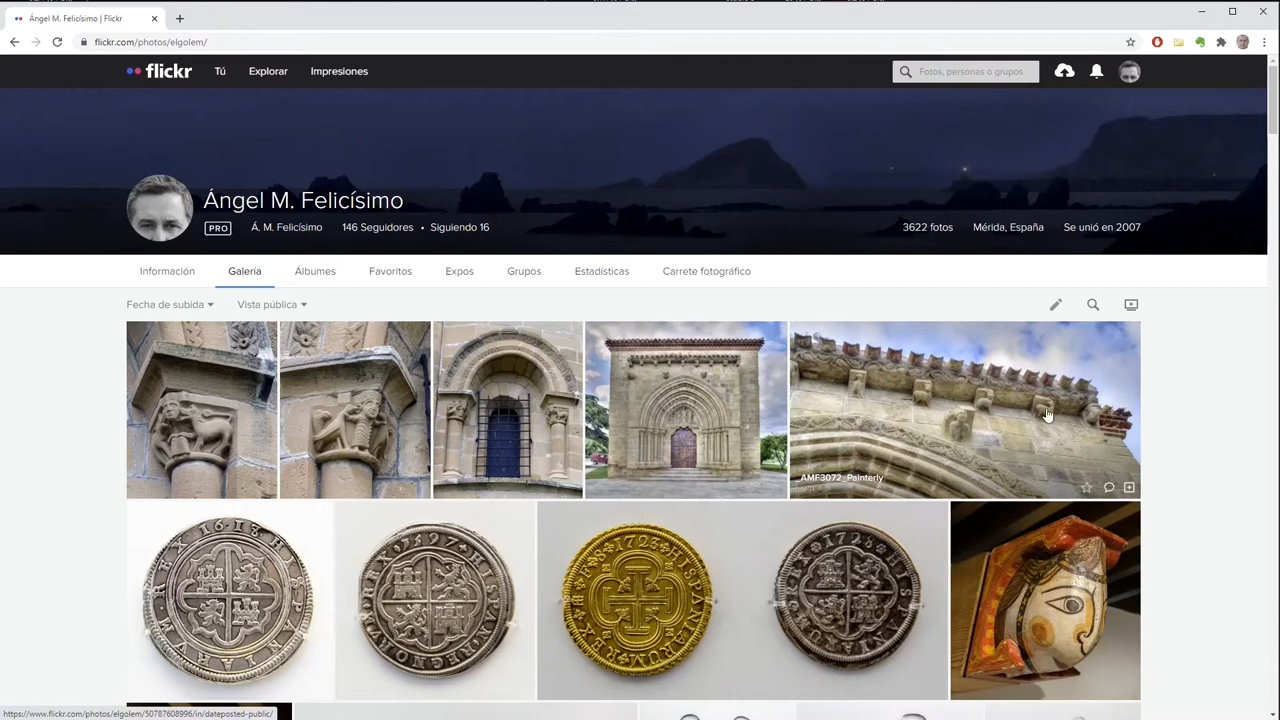 Ángel M. Felicísimo | Flickr
flickr.com/photos/elgolem/
flickr
Tú
Explorar
Impresiones
Fotos, personas o grupos
Ángel M. Felicísimo
PRO
Á. M. Felicísimo
146 Seguidores • Siguiendo 16
3622 fotos
Mérida, España
Se unió en 2007
Información
Galería
Álbumes
Favoritos
Expos
Grupos
Estadísticas
Carrete fotográfico
Fecha de subida
Vista pública
_AMF3072_Painterly
https://www.flickr.com/photos/elgolem/50787608996/in/dateposted-public/